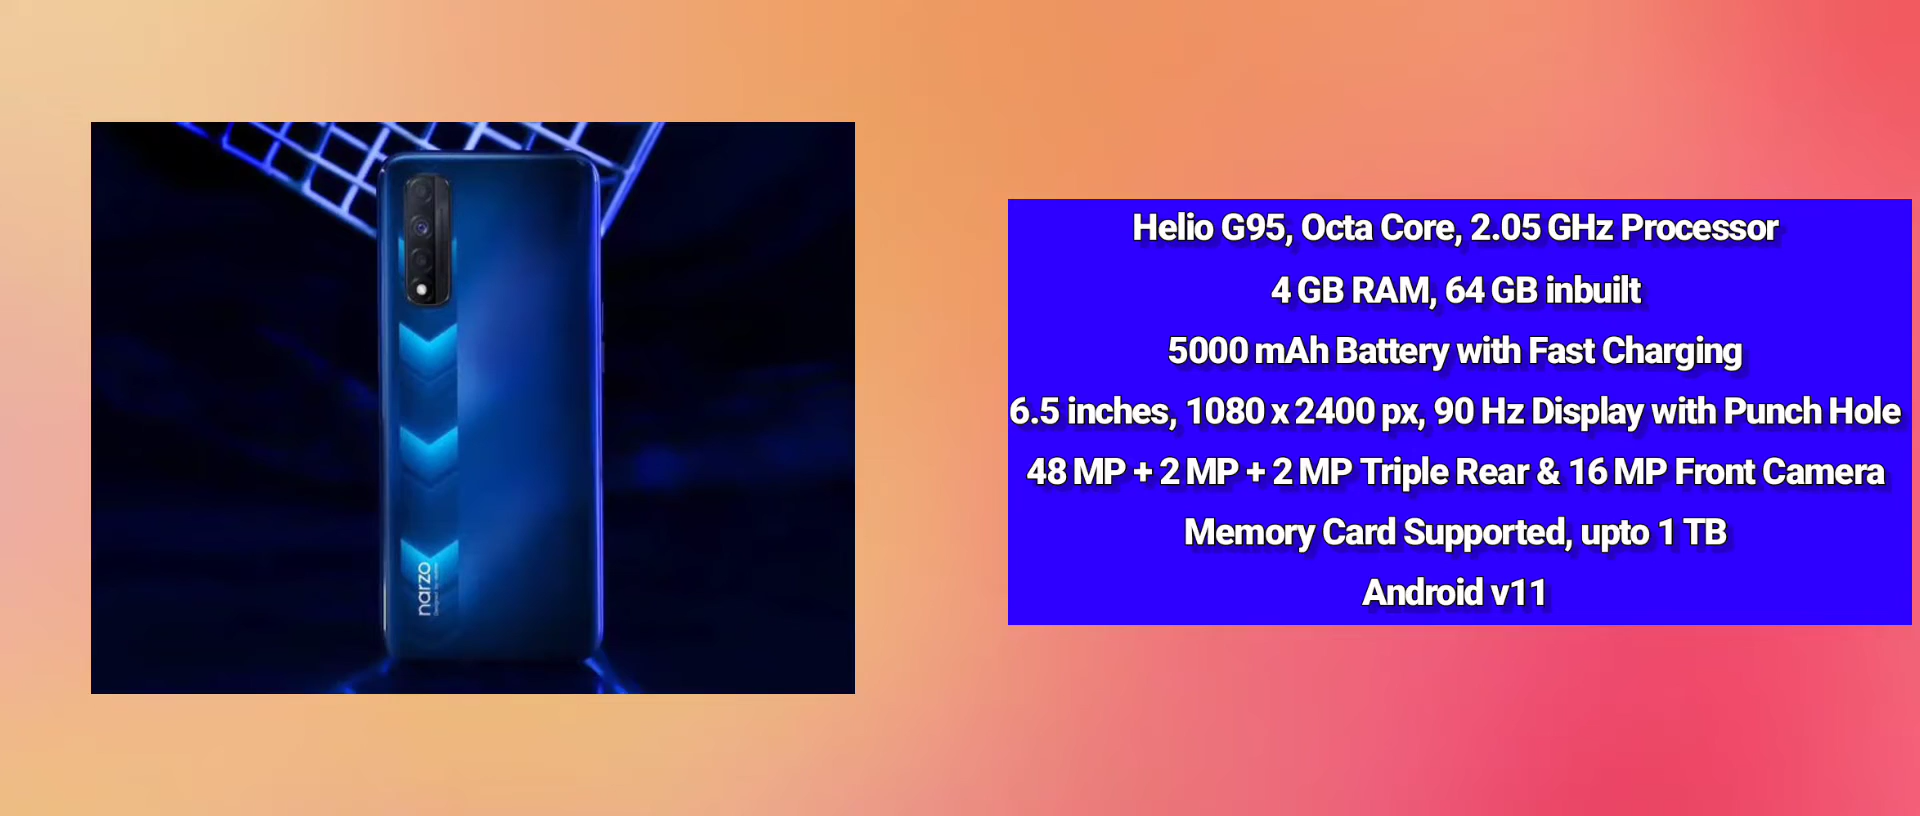 narzo
Helio G95, Octa Core, 2.05 GHz Processor
4 GB RAM, 64 GB inbuilt
5000 mAh Battery with Fast Charging
6.5 inches, 1080 x 2400 px, 90 Hz Display with Punch Hole
48 MP + 2 MP + 2 MP Triple Rear & 16 MP Front Camera
Memory Card Supported, upto 1 TB
Android v11